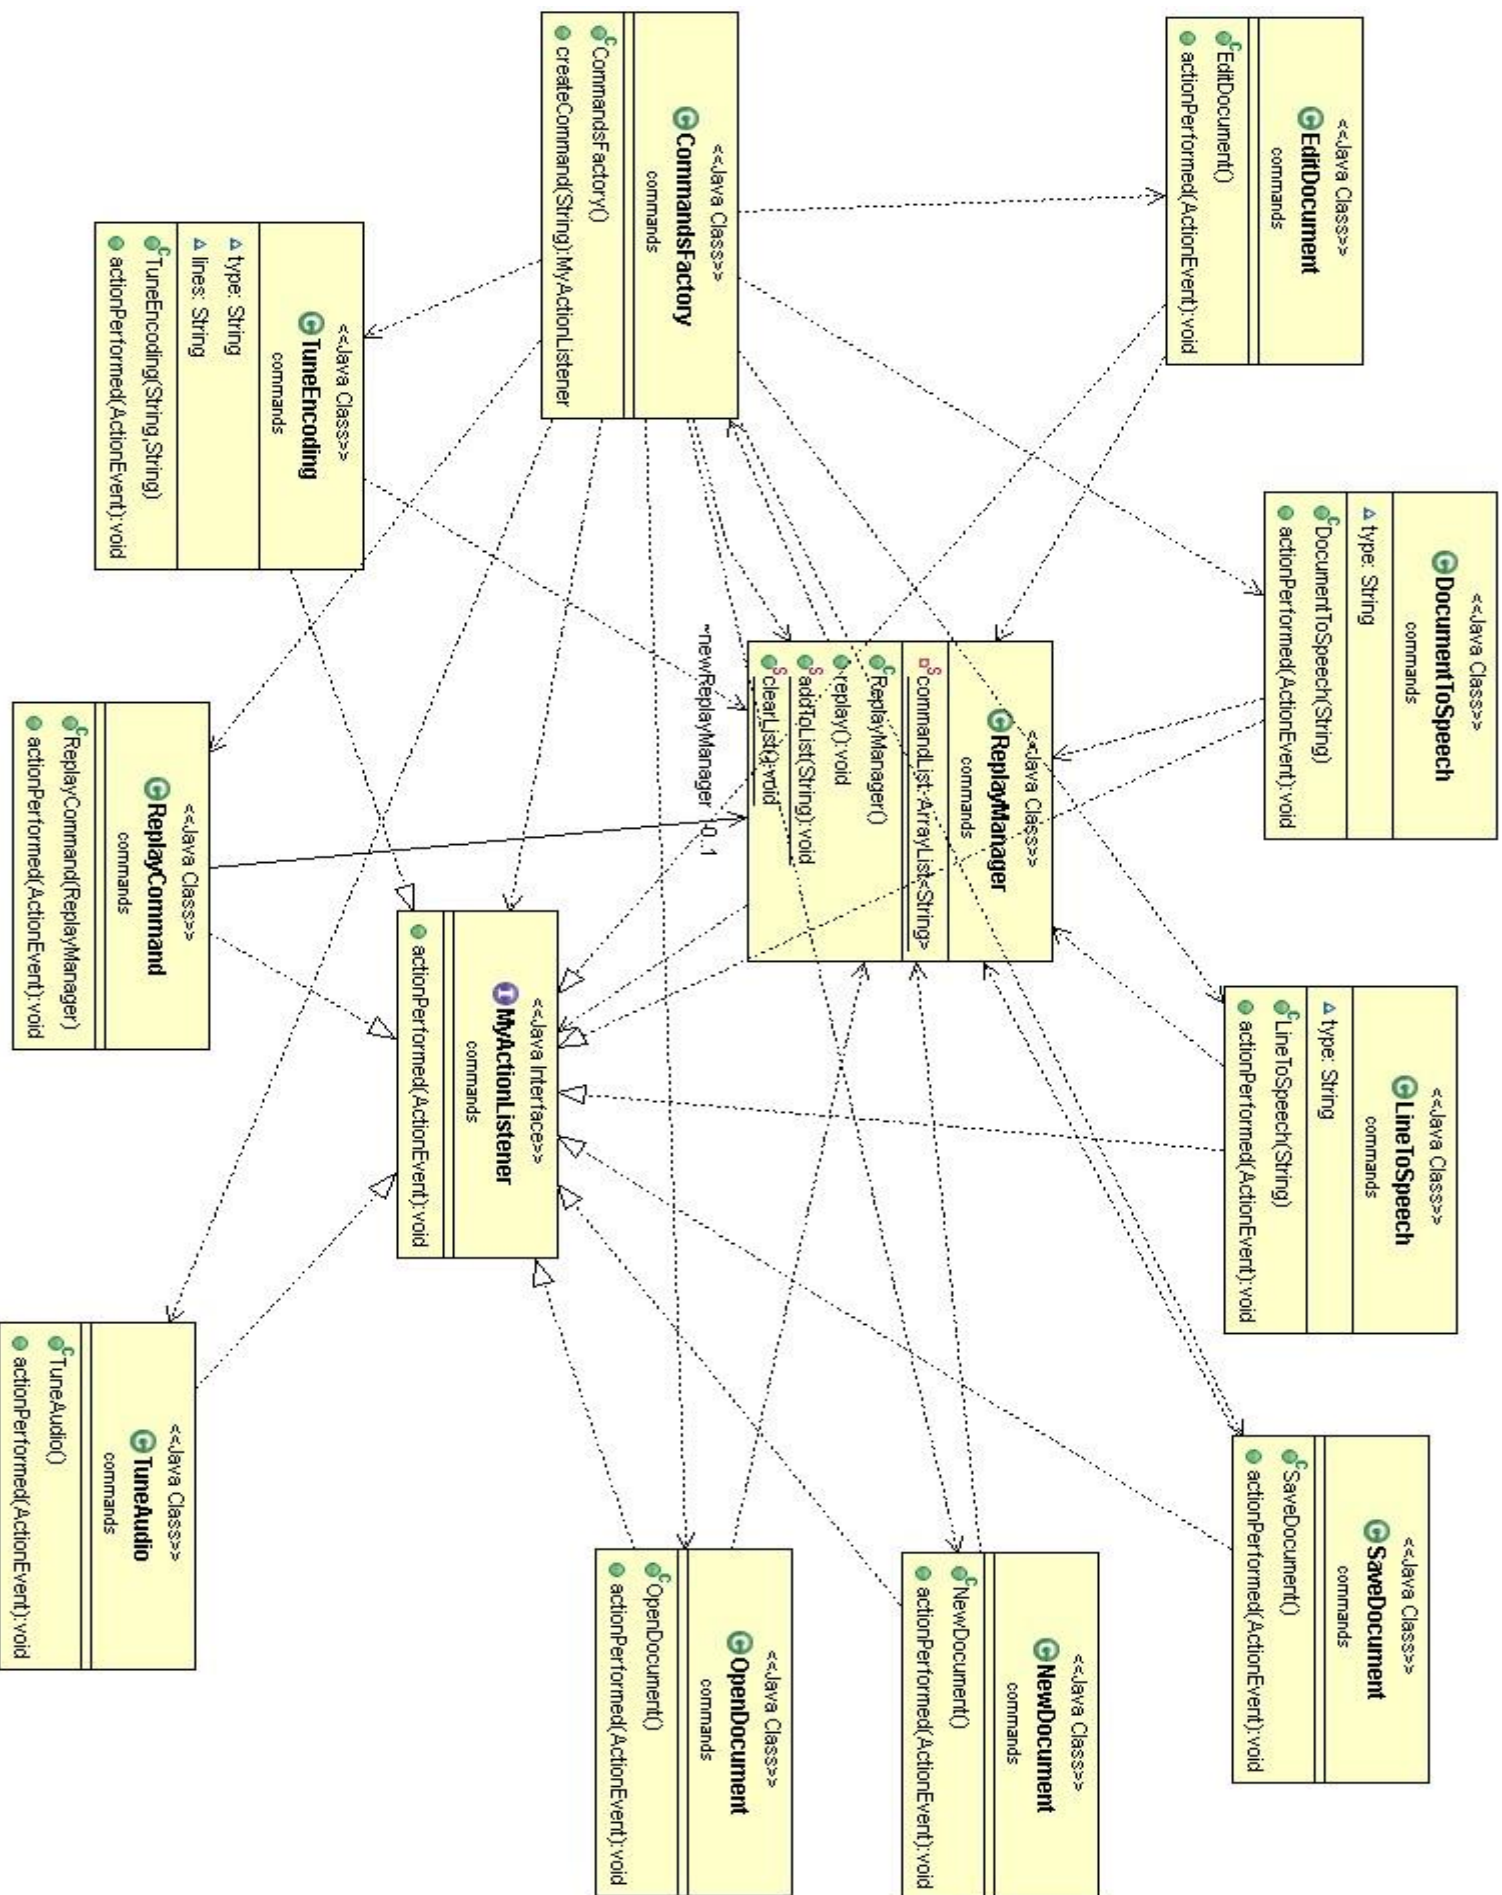 <<Java Class>>
EditDocument
commands
EditDocument()
actionPerformed(ActionEvent):void
<<Java Class>>
DocumentToSpeech
commands
type: String
DocumentToSpeech(String)
actionPerformed(ActionEvent):void
<<Java Class>>
LineToSpeech
commands
type: String
LineToSpeech(String)
actionPerformed(ActionEvent):void
<<Java Class>>
SaveDocument
commands
SaveDocument()
actionPerformed(ActionEvent):void
<<Java Class>>
CommandsFactory
commands
CommandsFactory()
createCommand(String):MyActionListener
<<Java Class>>
ReplayManager
commands
commandList: ArrayList<String>
ReplayManager()
replay():void
addToList(String):void
clearList():void
~newReplayManager 0..1
<<Java Class>>
NewDocument
commands
NewDocument()
actionPerformed(ActionEvent):void
<<Java Class>>
OpenDocument
commands
OpenDocument()
actionPerformed(ActionEvent):void
<<Java Interface>>
MyActionListener
commands
actionPerformed(ActionEvent):void
<<Java Class>>
TuneEncoding
commands
type: String
lines: String
TuneEncoding(String,String)
actionPerformed(ActionEvent):void
<<Java Class>>
ReplayCommand
commands
ReplayCommand(ReplayManager)
actionPerformed(ActionEvent):void
<<Java Class>>
TuneAudio
commands
TuneAudio()
actionPerformed(ActionEvent):void